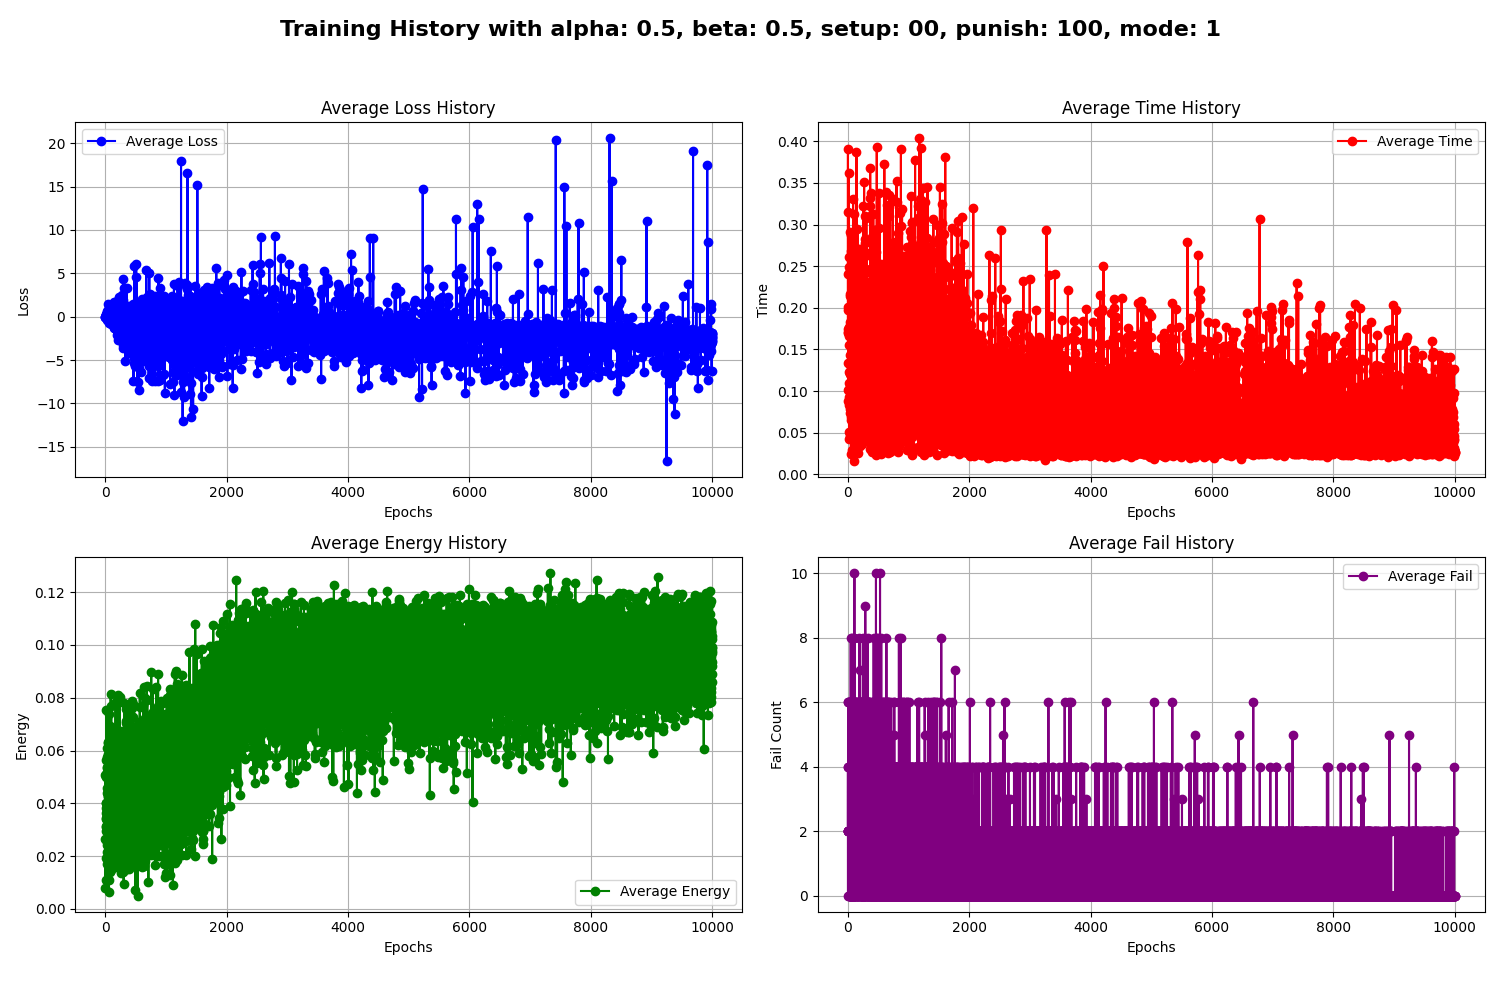 Training History with alpha: 0.5, beta: 0.5, setup: 00, punish: 100, mode: 1
Average Loss History
Average Loss
20
15
10
5
0
−5
−10
−15
Loss
0 2000 4000 6000 8000 10000
Epochs
Average Time History
Average Time
0.40
0.35
0.30
0.25
0.20
0.15
0.10
0.05
0.00
Time
0 2000 4000 6000 8000 10000
Epochs
Average Energy History
0.12
0.10
0.08
0.06
0.04
0.02
0.00
Energy
Average Energy
0 2000 4000 6000 8000 10000
Epochs
Average Fail History
Average Fail
10
8
6
4
2
0
Fail Count
0 2000 4000 6000 8000 10000
Epochs